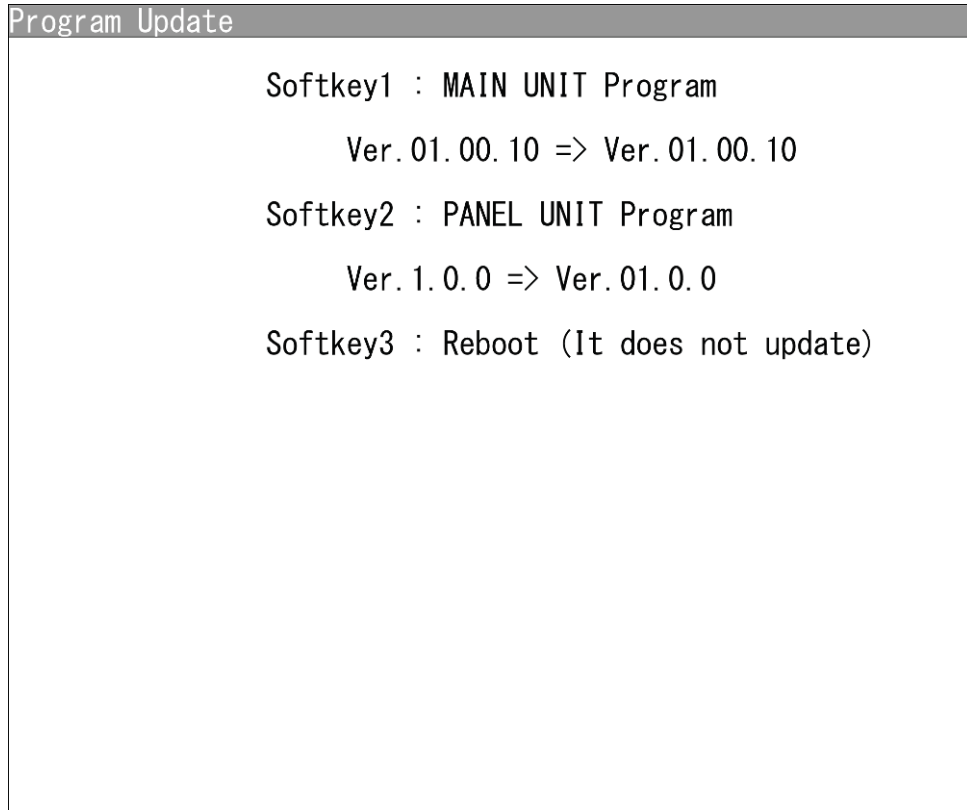 Program Update
Softkey1 : MAIN UNIT Program
Ver.01.00.10 => Ver.01.00.10
Softkey2 : PANEL UNIT Program
Ver.1.0.0 => Ver.01.0.0
Softkey3 : Reboot (It does not update)